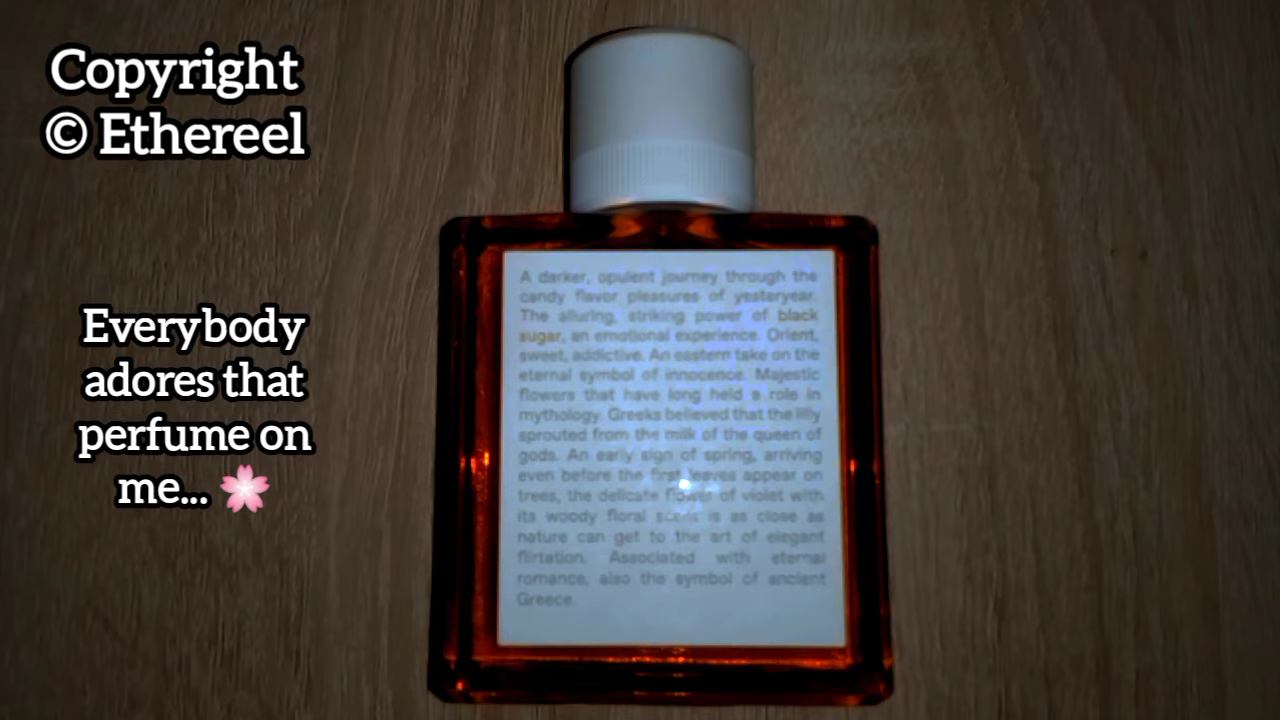 Copyright
© Ethereel
Everybody
adores that
perfume on
me... 🌸
A darker, opulent journey through the
candy flavor pleasures of yesteryear.
The alluring, striking power of black
sugar, an emotional experience. Orient,
sweet, addictive. An eastern take on the
eternal symbol of innocence. Majestic
flowers that have long held a role in
mythology. Greeks believed that the lilly
sprouted from the milk of the queen of
gods. An early sign of spring, arriving
even before the first leaves appear on
trees, the delicate flower of violet with
its woody floral scent is as close as
nature can get to the art of elegant
flirtation. Associated with eternal
romance, also the symbol of ancient
Greece.